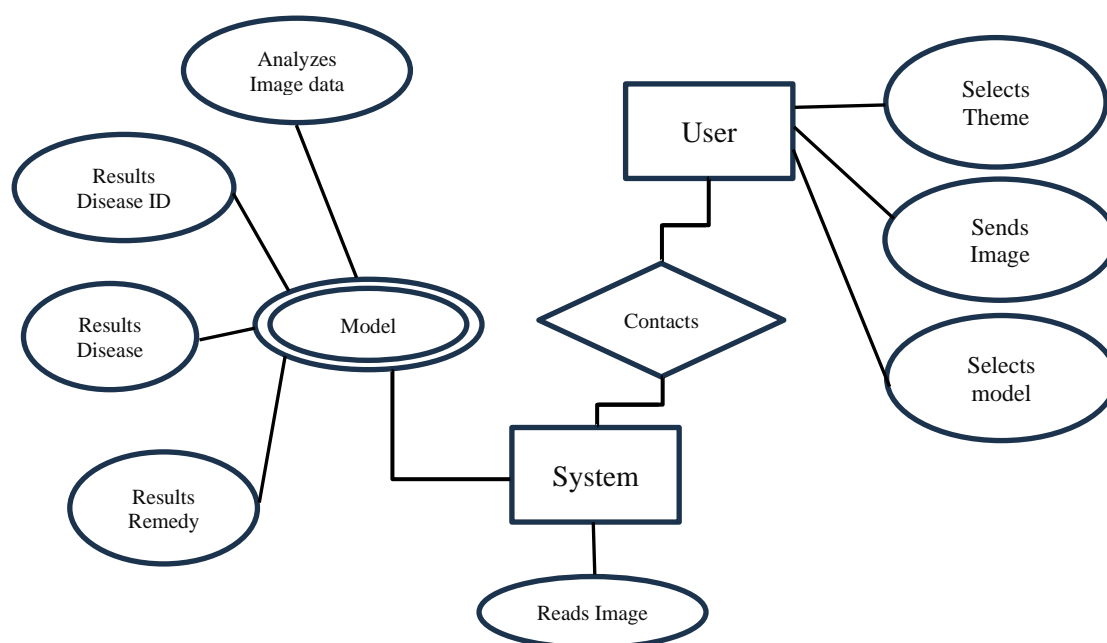 Analyzes
Image data
Selects
Theme
User
Results
Disease ID
Sends
Image
Results
Disease
Model
Contacts
Selects
model
System
Results
Remedy
Reads Image